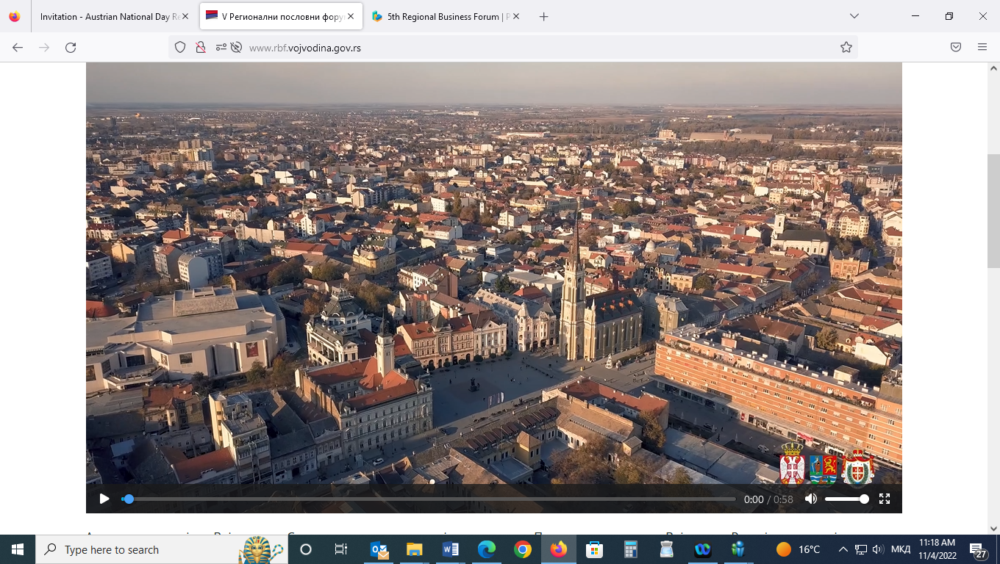 Invitation - Austrian National Day Re
V Регионални пословни фору
5th Regional Business Forum | P
www.rbf.vojvodina.gov.rs
0:00 / 0:58
Type here to search
16°C
МКД
11:18 AM
11/4/2022
27